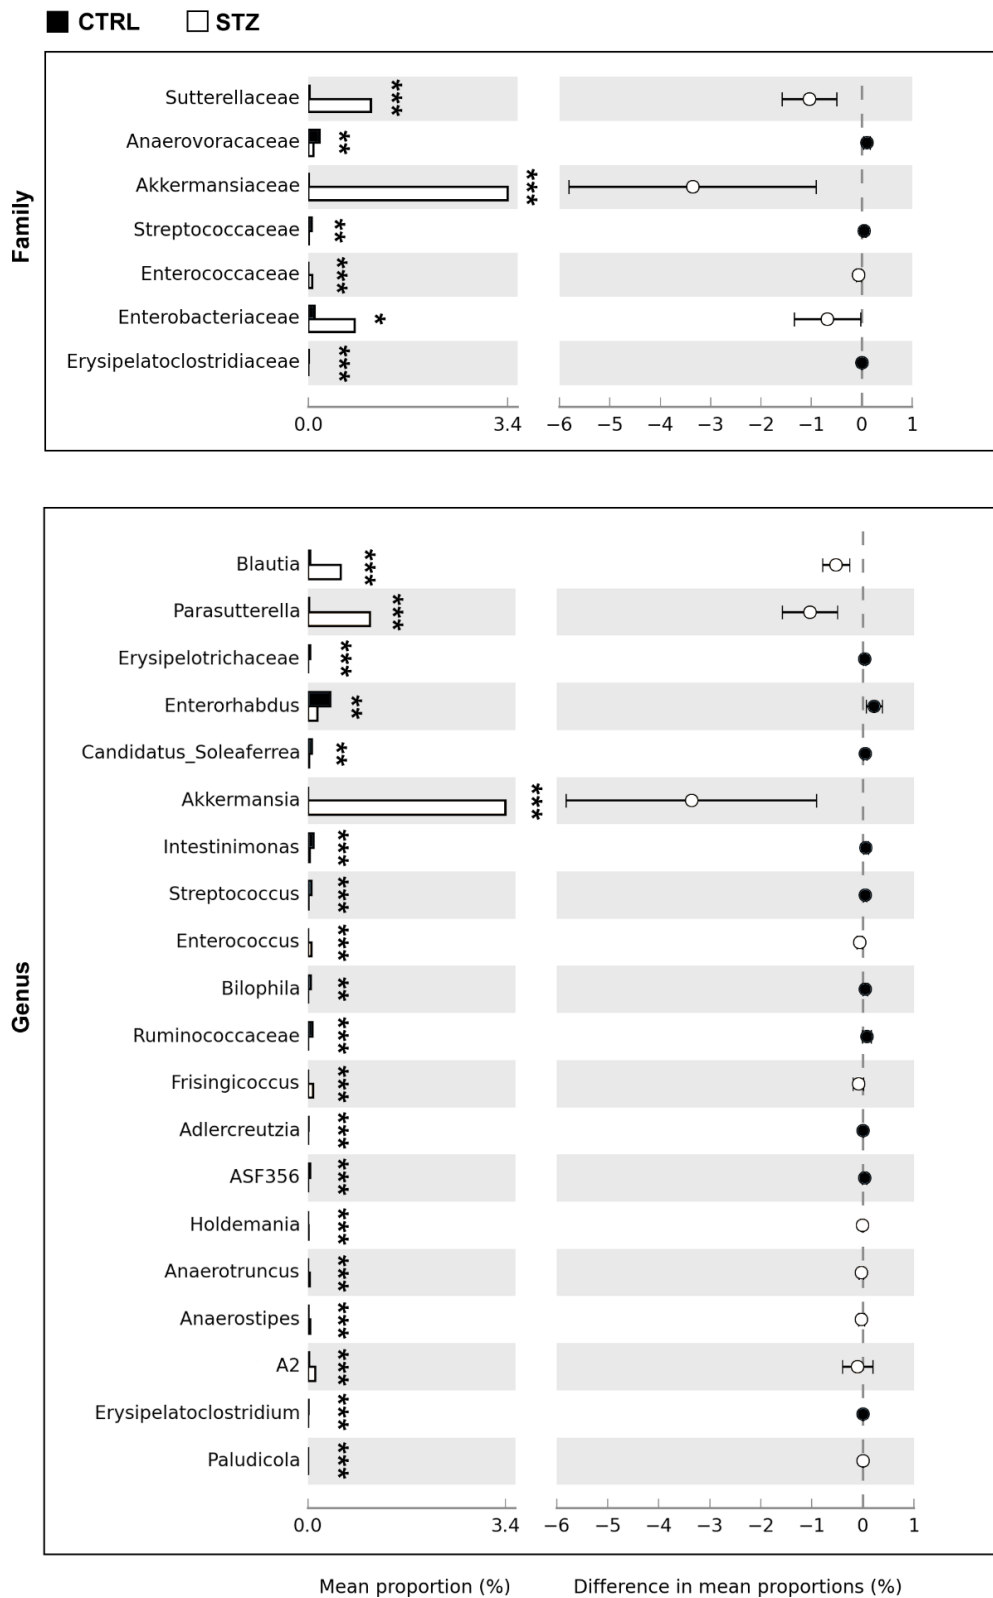 CTRL STZ
Family
Sutterellaceae ***
Anaerovoracaceae **
Akkermansiaceae ***
Streptococcaceae **
Enterococcaceae ***
Enterobacteriaceae *
Erysipelatoclostridiaceae ***
0.0 3.4 −6 −5 −4 −3 −2 −1 0 1
Genus
Blautia ***
Parasutterella ***
Erysipelotrichaceae ***
Enterorhabdus **
Candidatus_Soleaferrea **
Akkermansia ***
Intestinimonas ***
Streptococcus ***
Enterococcus ***
Bilophila **
Ruminococcaceae ***
Frisingicoccus ***
Adlercreutzia ***
ASF356 ***
Holdemania ***
Anaerotruncus ***
Anaerostipes ***
A2 ***
Erysipelatoclostridium ***
Paludicola ***
0.0 3.4 −6 −5 −4 −3 −2 −1 0 1
Mean proportion (%) Difference in mean proportions (%)